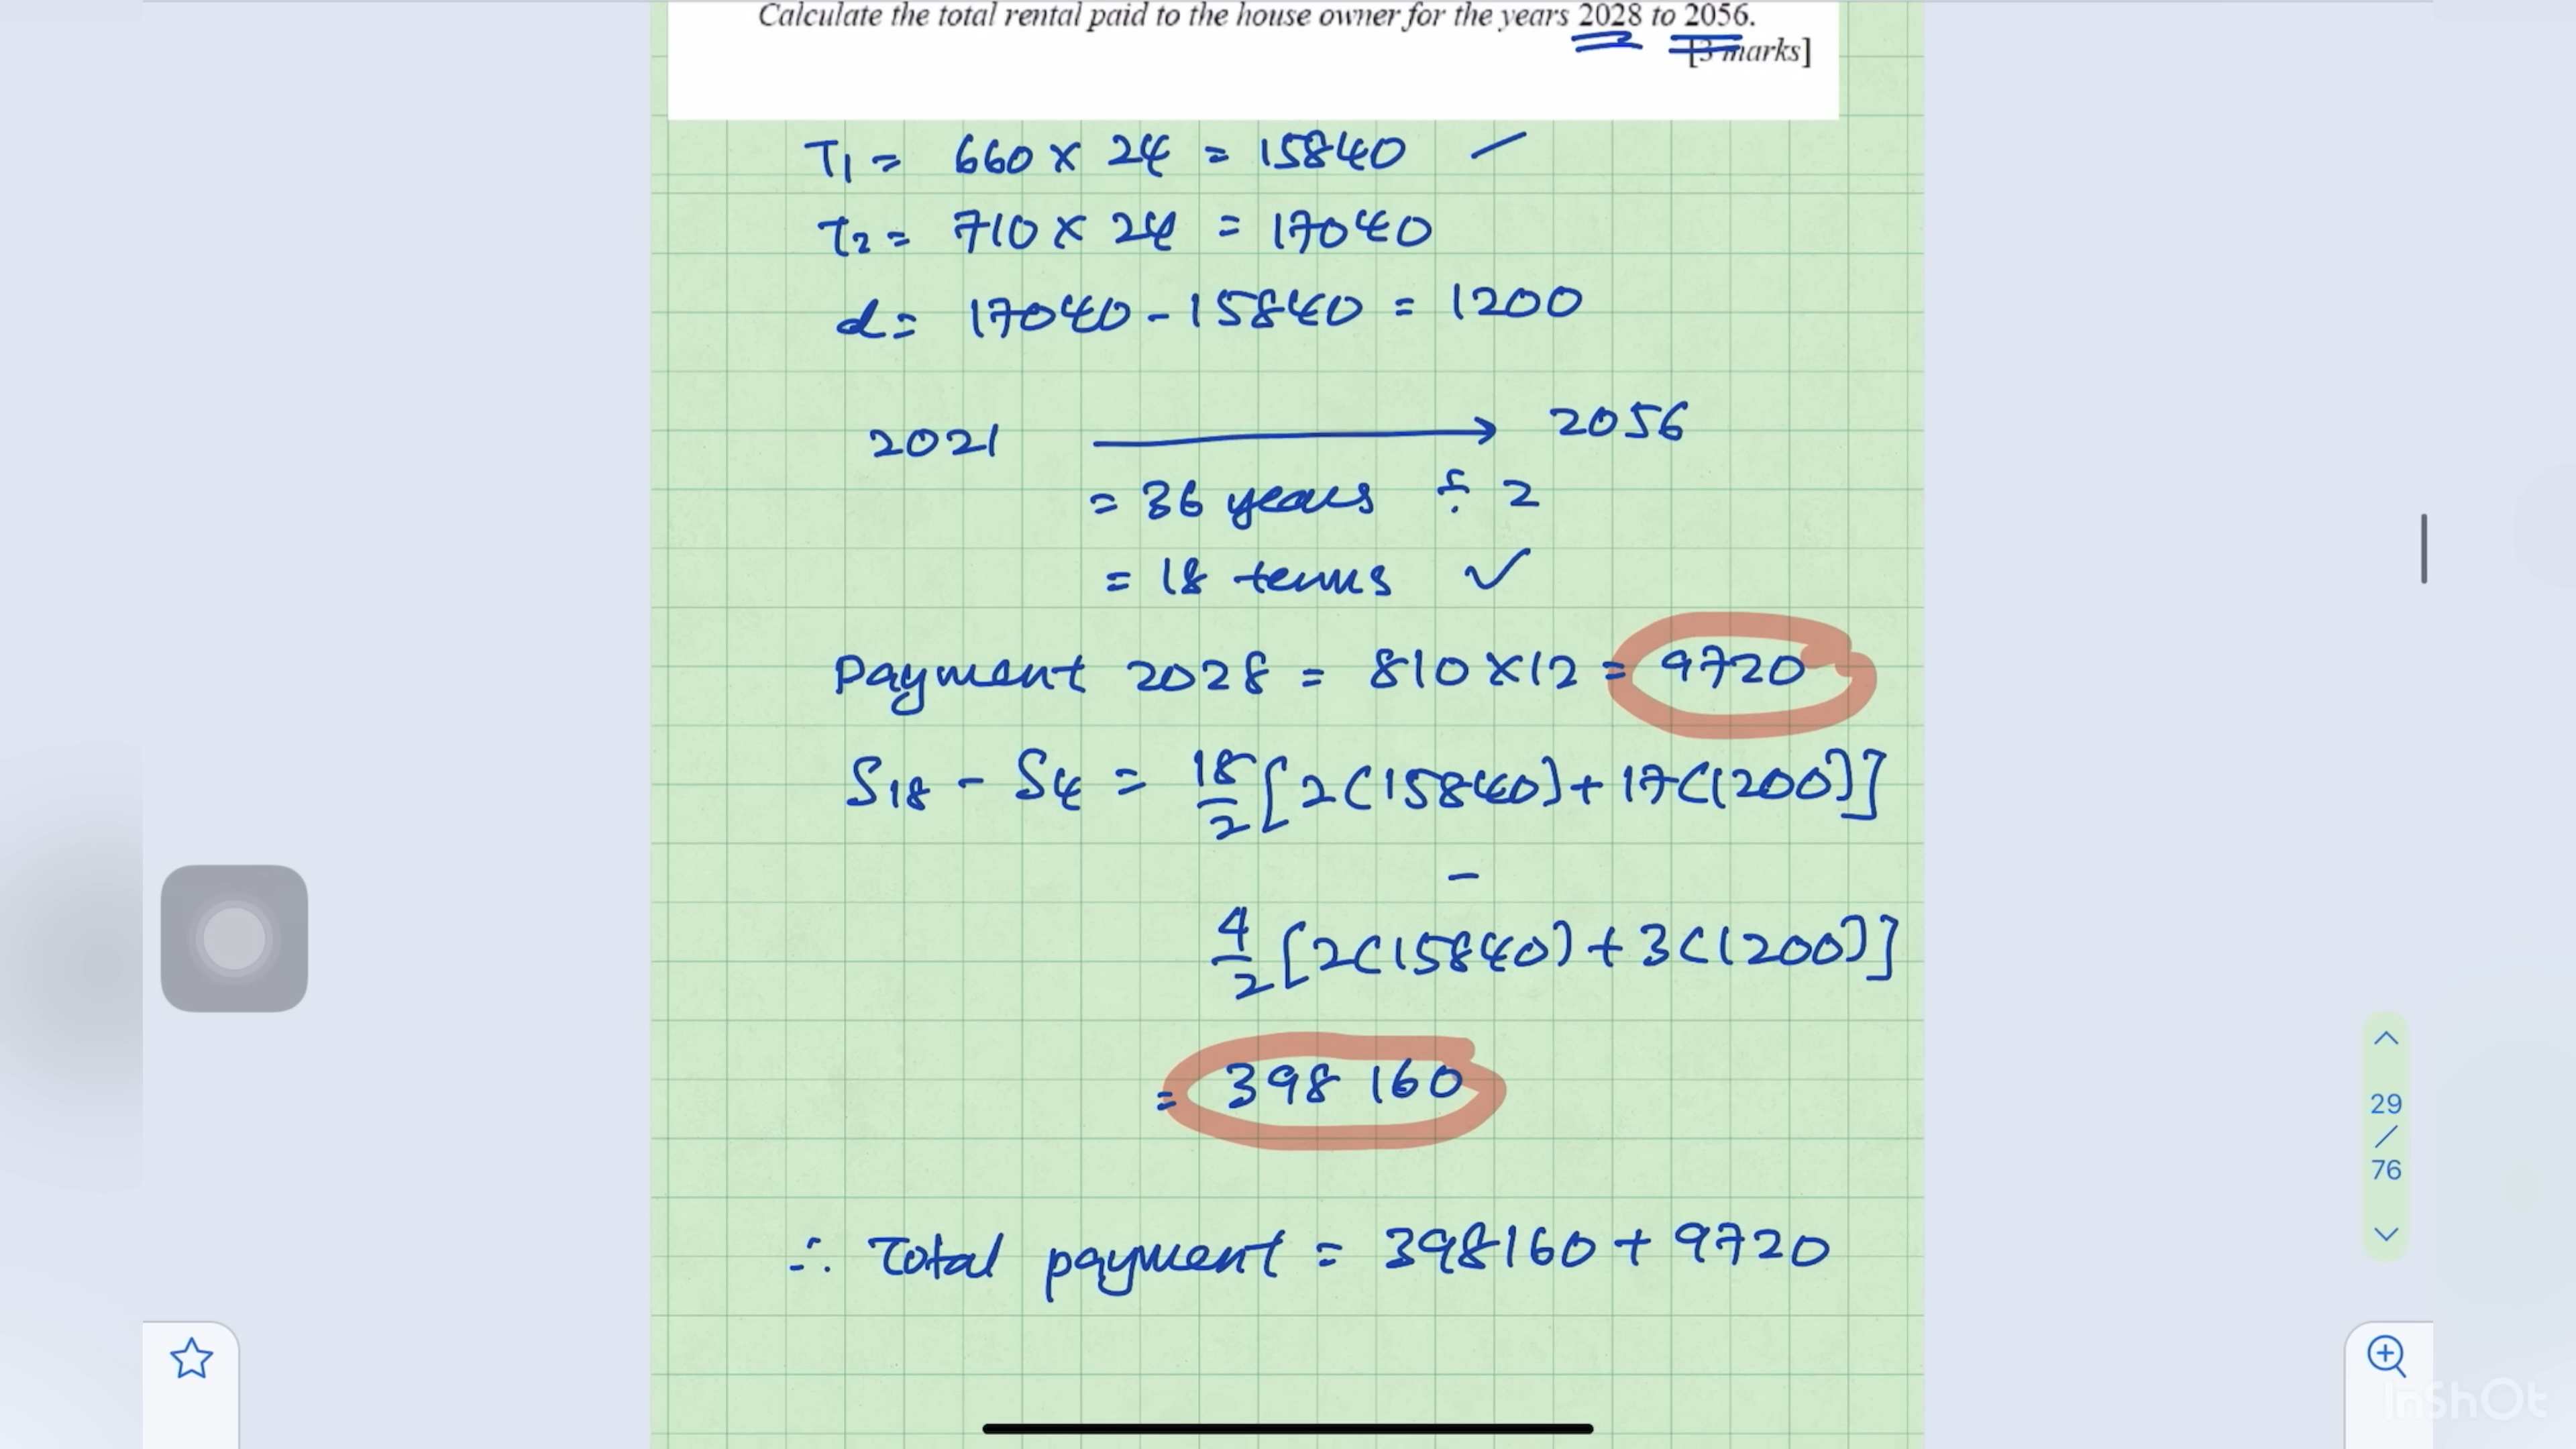 Calculate the total rental paid to the house owner for the years 2028 to 2056.
[3 marks]
T1 = 660 x 24 = 15840
T2 = 710 x 24 = 17040
d = 17040 - 15840 = 1200
2021 → 2056
= 36 years ÷ 2
= 18 terms ✓
Payment 2028 = 810 x 12 = 9720
S18 - S4 = 18/2 [2(15840) + 17(1200)]
-
4/2 [2(15840) + 3(1200)]
= 398 160
∴ Total payment = 398160 + 9720
29
/
76
InShOt